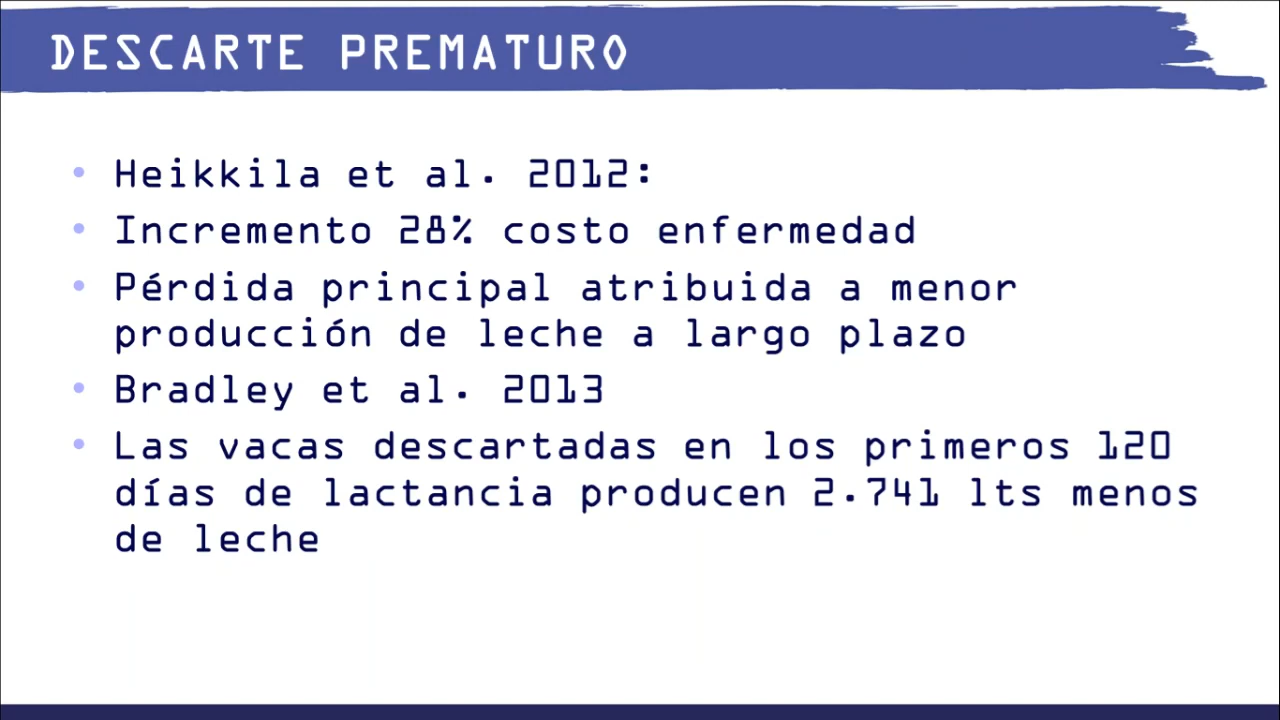 DESCARTE PREMATURO
• Heikkila et al. 2012:
• Incremento 28% costo enfermedad
• Pérdida principal atribuida a menor
producción de leche a largo plazo
• Bradley et al. 2013
• Las vacas descartadas en los primeros 120
días de lactancia producen 2.741 lts menos
de leche